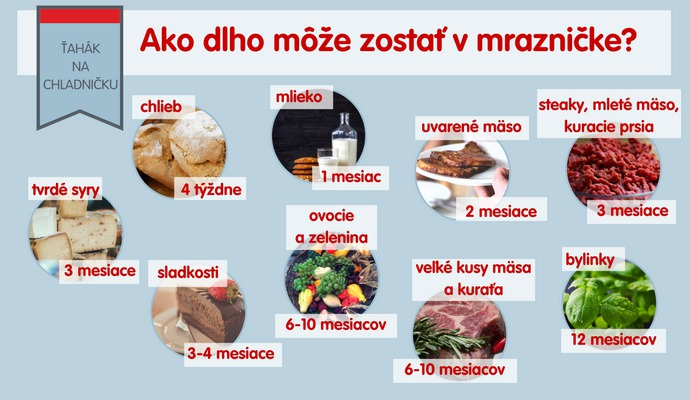 ŤAHÁK
NA
CHLADNIČKU
Ako dlho môže zostať v mrazničke?
chlieb
4 týždne
mlieko
1 mesiac
uvarené mäso
2 mesiace
steaky, mleté mäso,
kuracie prsia
3 mesiace
tvrdé syry
3 mesiace
sladkosti
3-4 mesiace
ovocie
a zelenina
6-10 mesiacov
veľké kusy mäsa
a kuraťa
6-10 mesiacov
bylinky
12 mesiacov